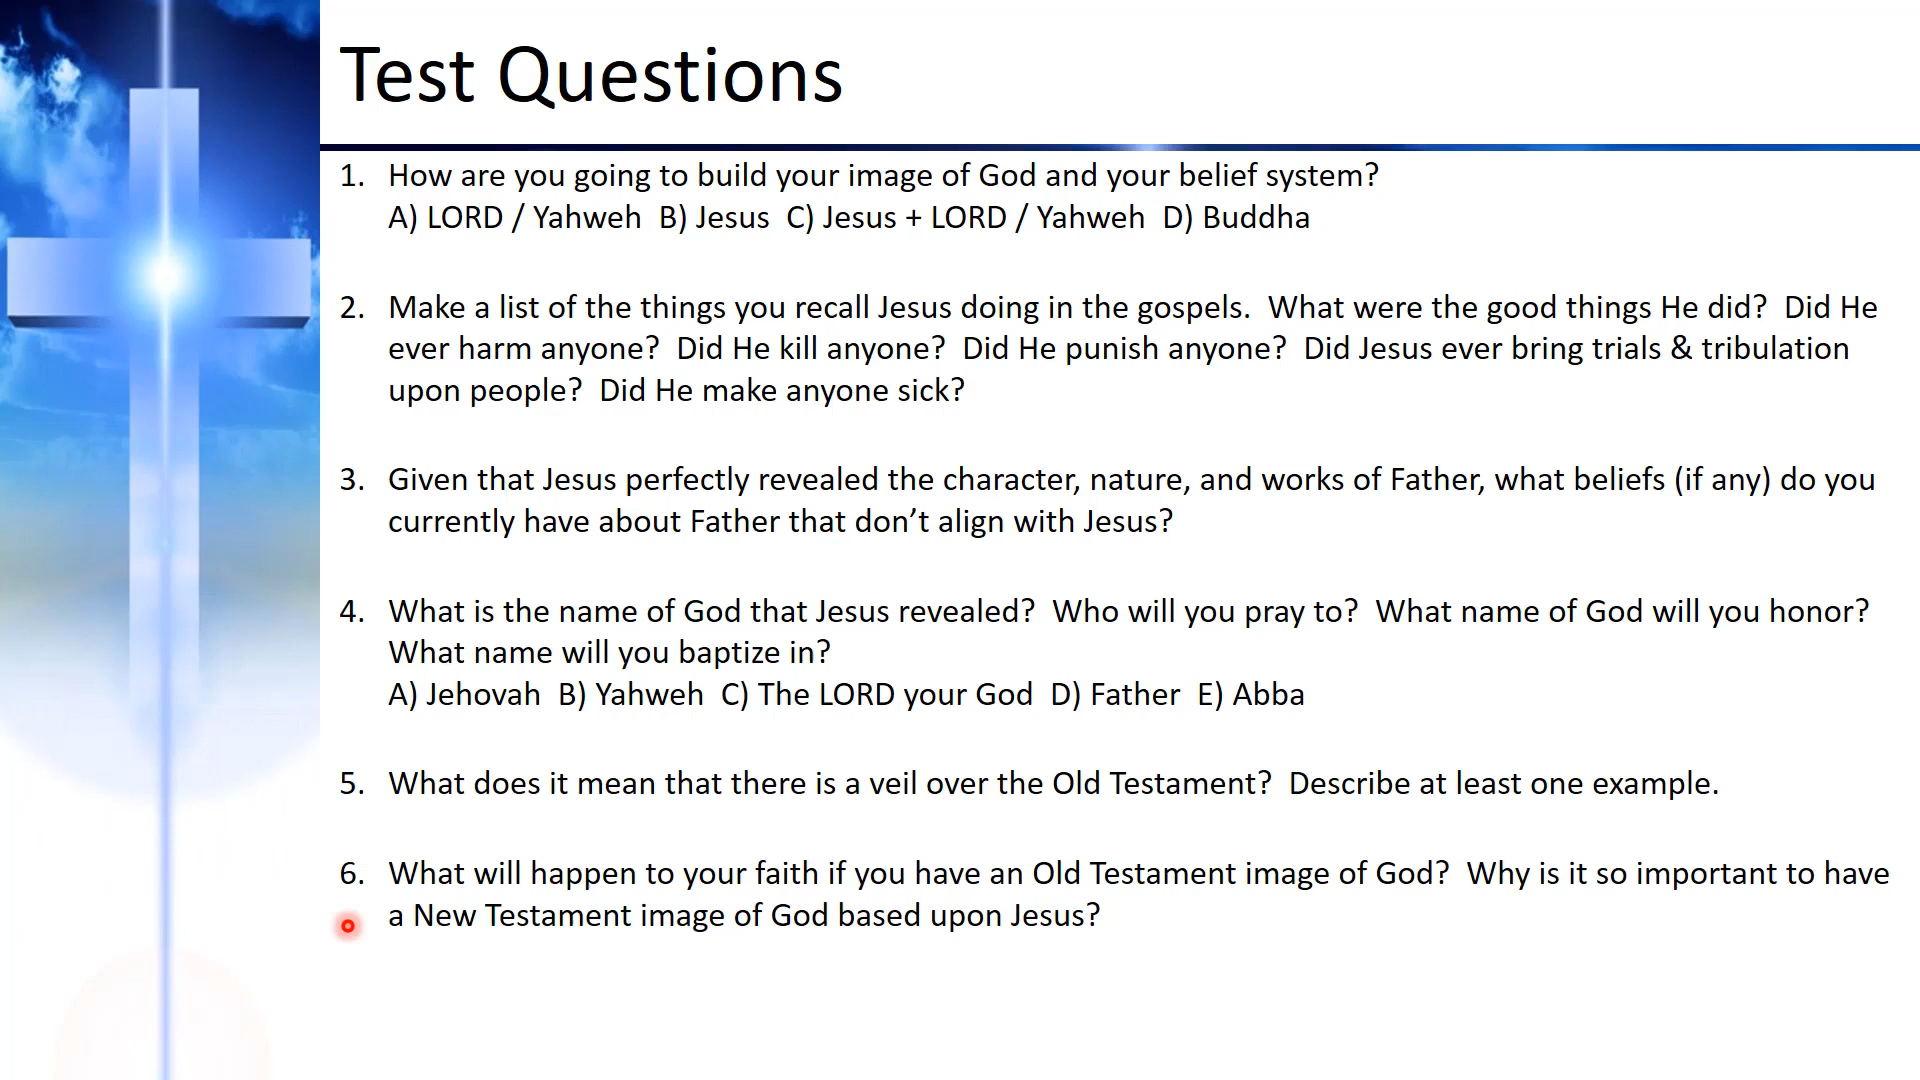 Test Questions
1. How are you going to build your image of God and your belief system?
A) LORD / Yahweh  B) Jesus  C) Jesus + LORD / Yahweh  D) Buddha
2. Make a list of the things you recall Jesus doing in the gospels.  What were the good things He did?  Did He
ever harm anyone?  Did He kill anyone?  Did He punish anyone?  Did Jesus ever bring trials & tribulation
upon people?  Did He make anyone sick?
3. Given that Jesus perfectly revealed the character, nature, and works of Father, what beliefs (if any) do you
currently have about Father that don’t align with Jesus?
4. What is the name of God that Jesus revealed?  Who will you pray to?  What name of God will you honor?
What name will you baptize in?
A) Jehovah  B) Yahweh  C) The LORD your God  D) Father  E) Abba
5. What does it mean that there is a veil over the Old Testament?  Describe at least one example.
6. What will happen to your faith if you have an Old Testament image of God?  Why is it so important to have
a New Testament image of God based upon Jesus?